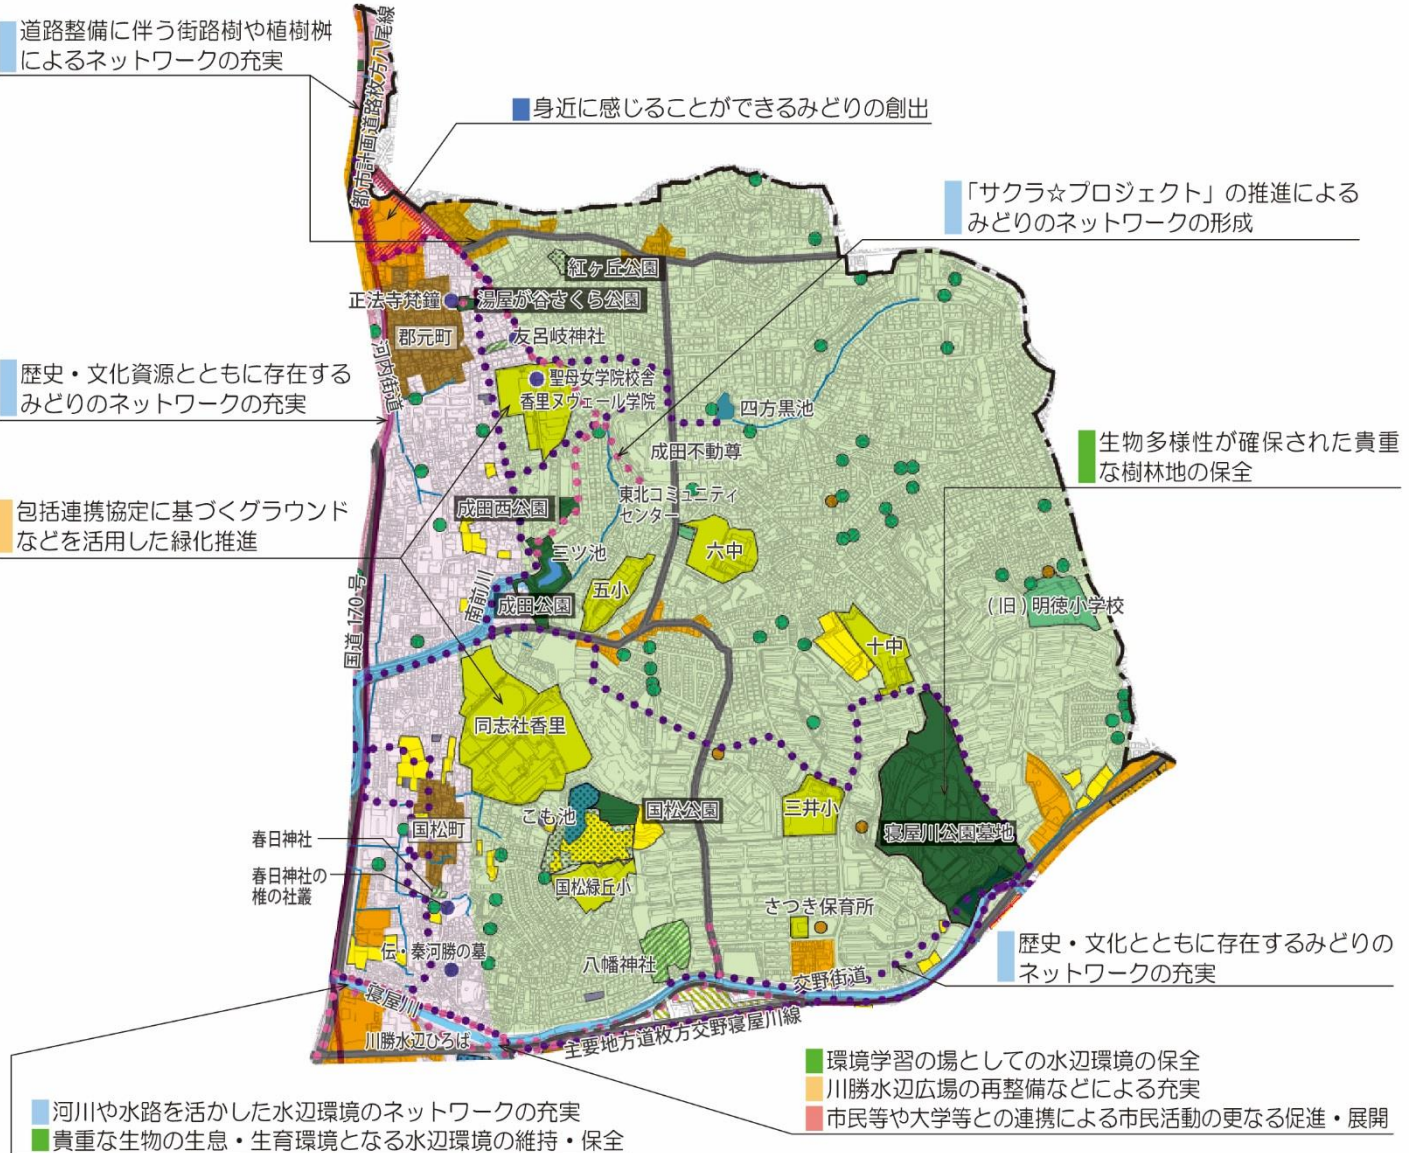 道路整備に伴う街路樹や植樹桝
によるネットワークの充実
都市計画道路枚方八尾線
身近に感じることができるみどりの創出
「サクラ☆プロジェクト」の推進による
みどりのネットワークの形成
紅ヶ丘公園
正法寺梵鐘
湯屋が谷さくら公園
郡元町
友呂岐神社
河内街道
歴史・文化資源とともに存在する
みどりのネットワークの充実
聖母女学院校舎
香里ヌヴェール学院
四方黒池
成田不動尊
生物多様性が確保された貴重
な樹林地の保全
東北コミュニティ
センター
包括連携協定に基づくグラウンド
などを活用した緑化推進
成田西公園
三ツ池
六中
五小
南前川
成田公園
(旧)明徳小学校
国道170号
十中
同志社香里
こも池
国松公園
三井小
寝屋川公園墓地
国松町
春日神社
春日神社の
椎の社叢
国松緑丘小
さつき保育所
伝・秦河勝の墓
八幡神社
交野街道
歴史・文化とともに存在するみどりの
ネットワークの充実
寝屋川
川勝水辺ひろば
主要地方道枚方交野寝屋川線
環境学習の場としての水辺環境の保全
川勝水辺広場の再整備などによる充実
市民等や大学等との連携による市民活動の更なる促進・展開
河川や水路を活かした水辺環境のネットワークの充実
貴重な生物の生息・生育環境となる水辺環境の維持・保全